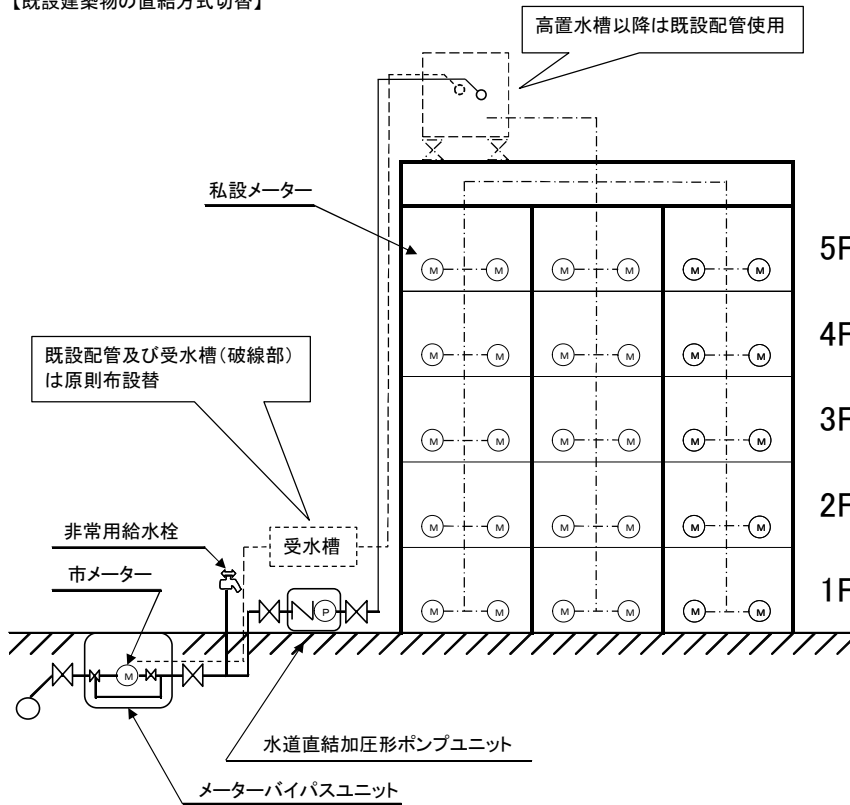 【既設建築物の直結方式切替】
高置水槽以降は既設配管使用
私設メーター
5F
M M M M M M
4F
既設配管及び受水槽(破線部)
は原則布設替
M M M M M M
3F
M M M M M M
2F
非常用給水栓
受水槽
M M M M M M
市メーター
1F
P
M M M M M M
M
水道直結加圧形ポンプユニット
メーターバイパスユニット